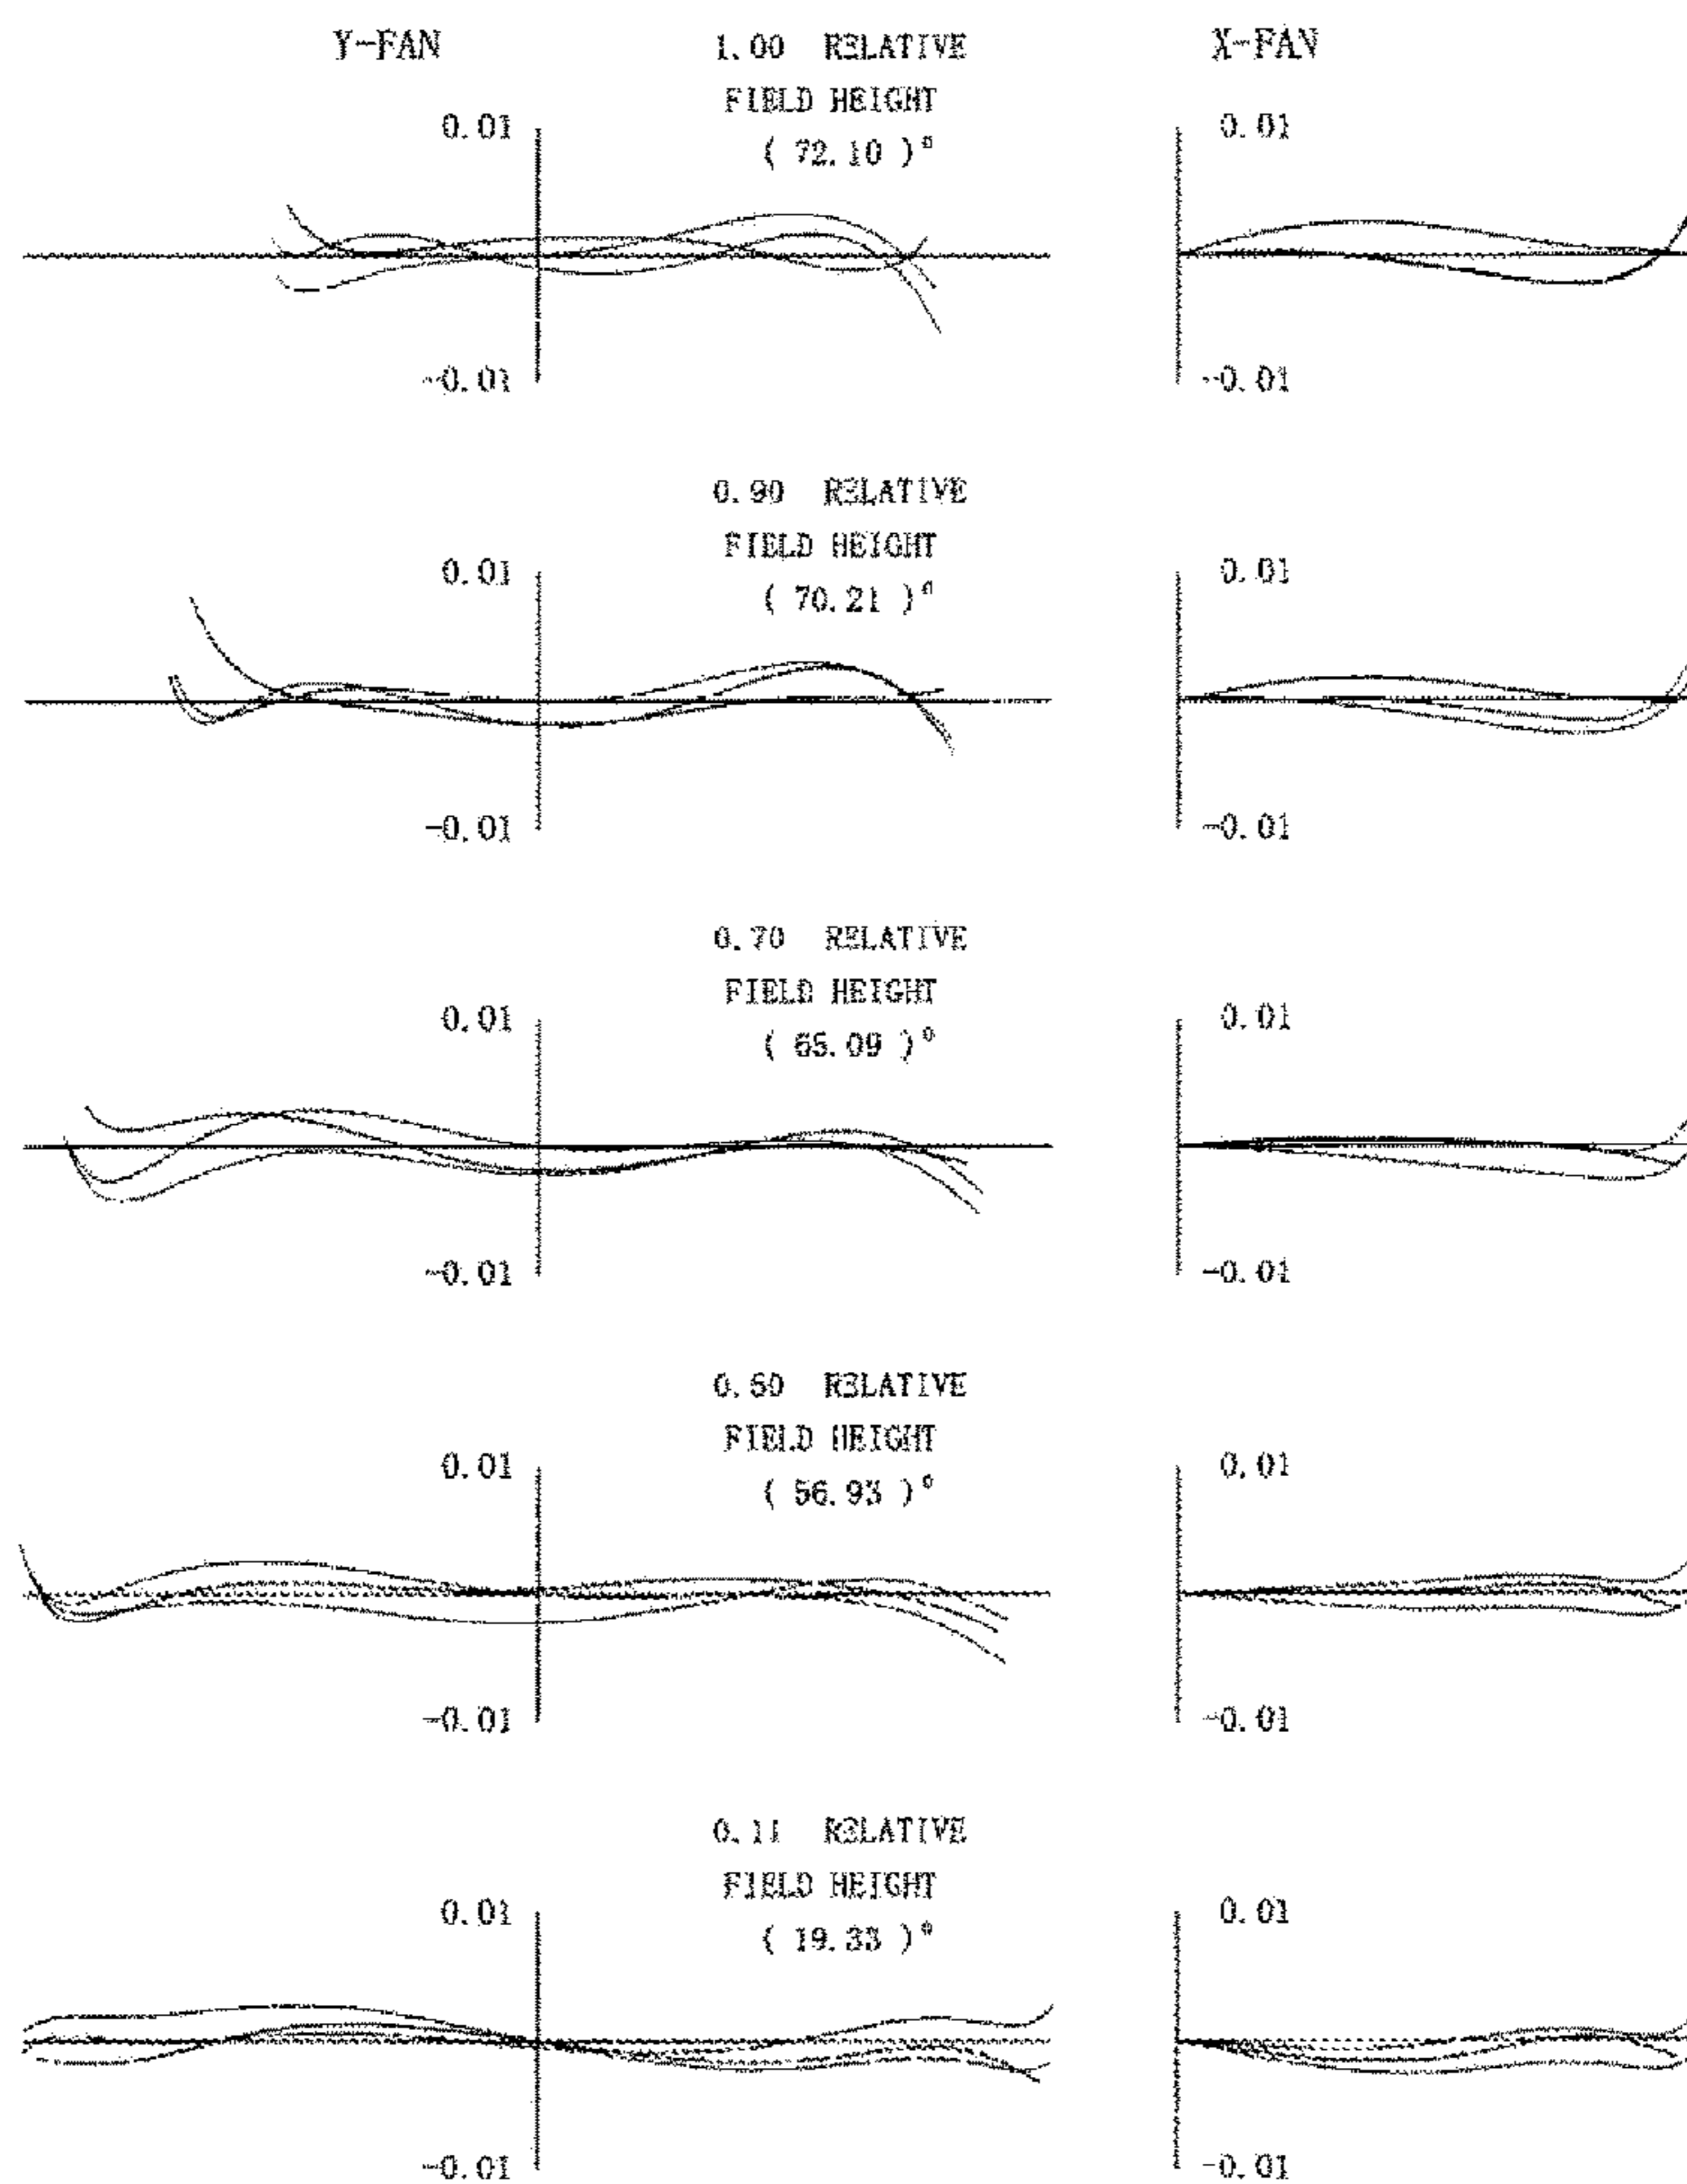 Y-FAN
1.00 RELATIVE
FIELD HEIGHT
( 72.10 )°
X-FAN
0.01
0.01
-0.01
-0.01
0.90 RELATIVE
FIELD HEIGHT
( 70.21 )°
0.01
0.01
-0.01
-0.01
0.70 RELATIVE
FIELD HEIGHT
( 65.09 )°
0.01
0.01
-0.01
-0.01
RELATIVE
FIELD HEIGHT
( 56.93 )°
0.01
0.01
-0.01
-0.01
0.11 RELATIVE
FIELD HEIGHT
( 19.33 )°
0.01
0.01
-0.01
-0.01